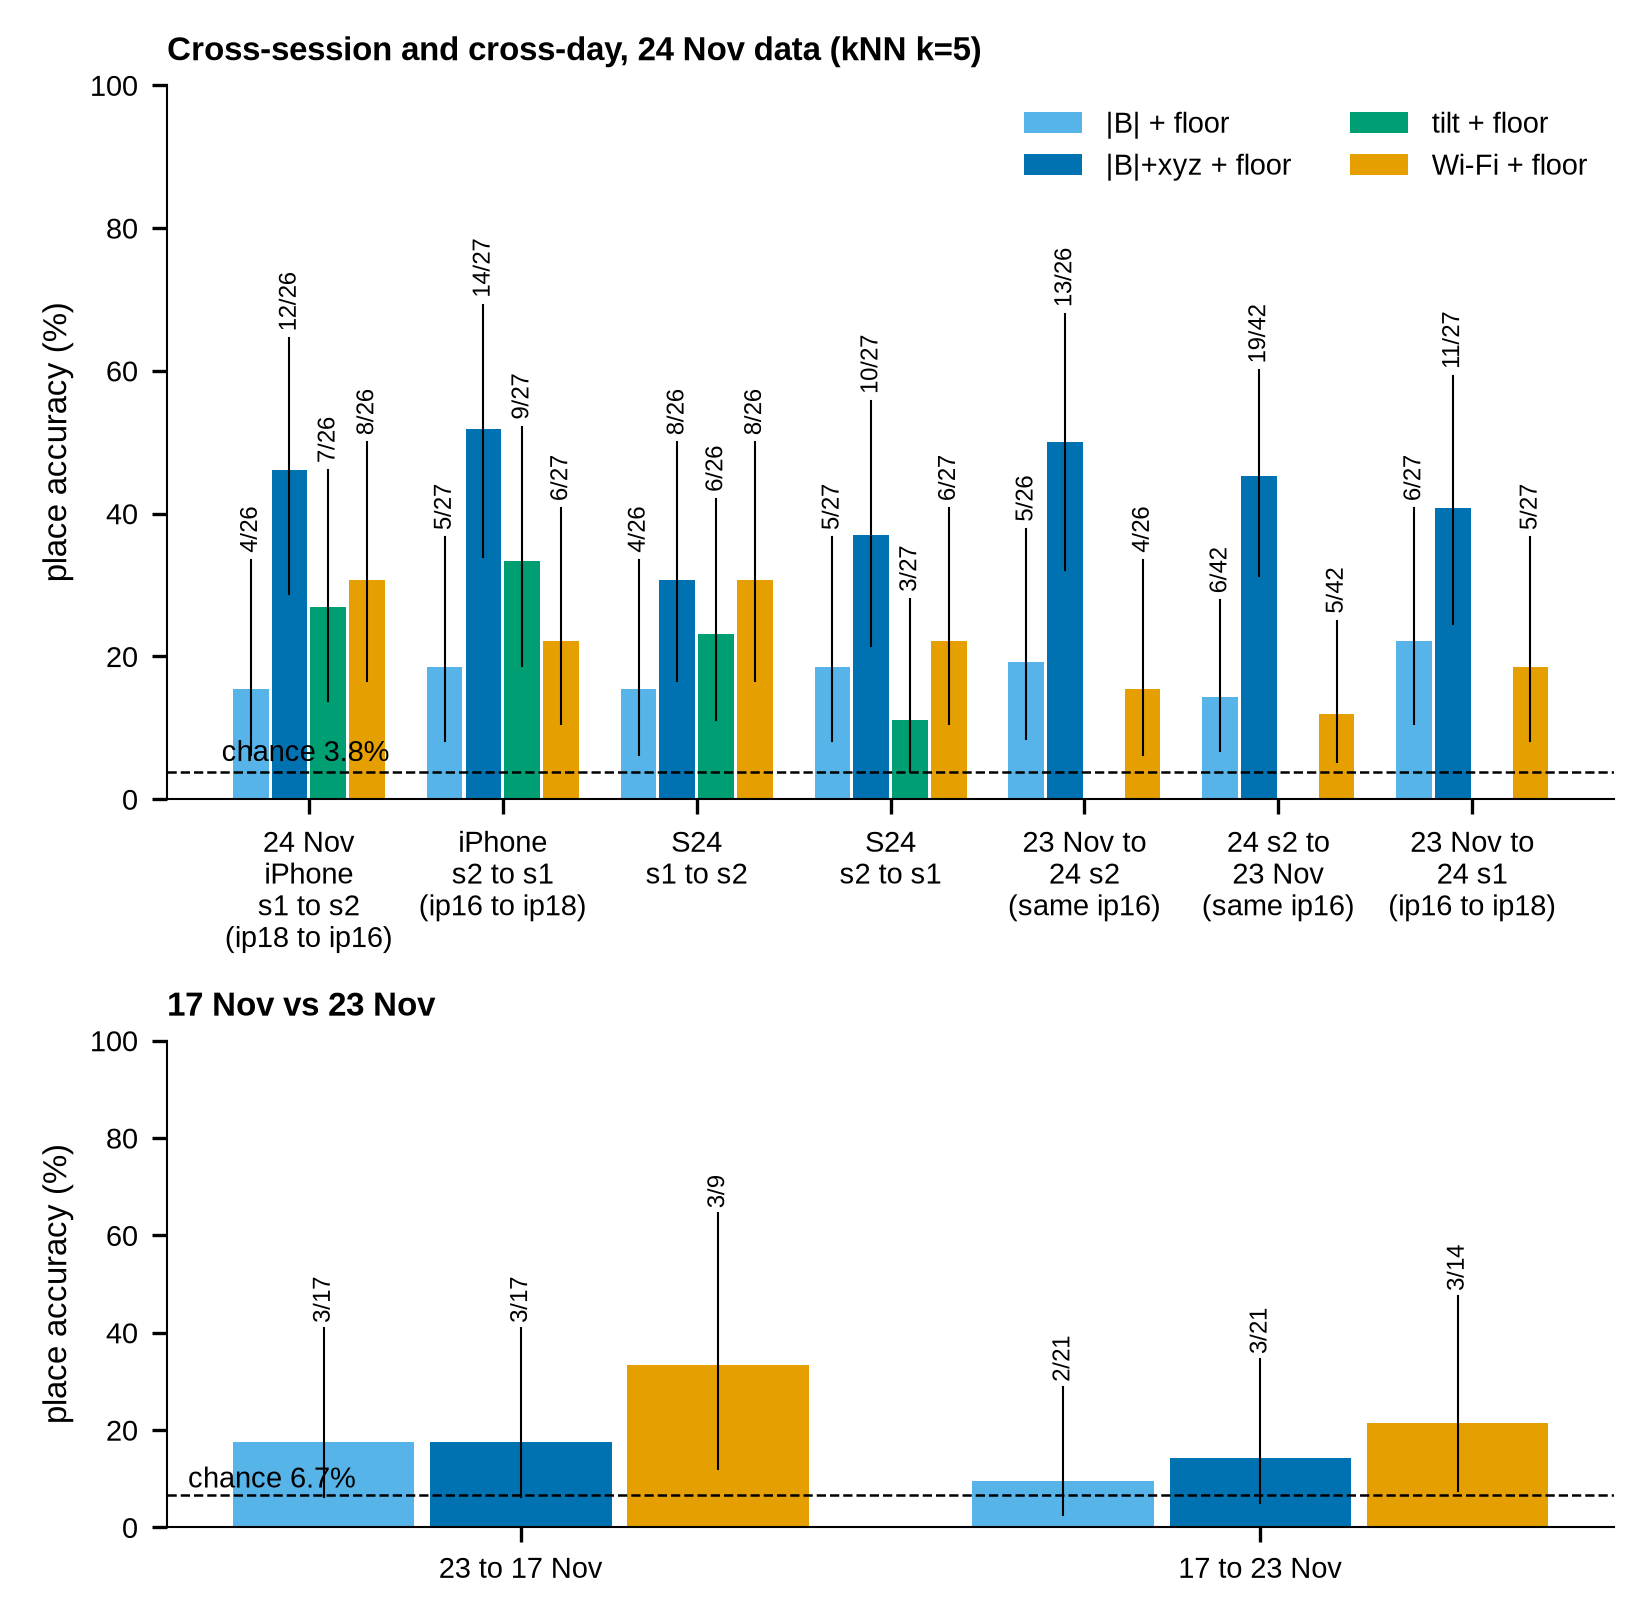 Cross-session and cross-day, 24 Nov data (kNN k=5)
100
80
60
40
20
0
place accuracy (%)
|B| + floor
|B|+xyz + floor
tilt + floor
Wi-Fi + floor
4/26
12/26
7/26
8/26
5/27
14/27
9/27
6/27
4/26
8/26
6/26
8/26
5/27
10/27
3/27
6/27
5/26
13/26
4/26
6/42
19/42
5/42
6/27
11/27
5/27
chance 3.8%
24 Nov
iPhone
s1 to s2
(ip18 to ip16)
iPhone
s2 to s1
(ip16 to ip18)
S24
s1 to s2
S24
s2 to s1
23 Nov to
24 s2
(same ip16)
24 s2 to
23 Nov
(same ip16)
23 Nov to
24 s1
(ip16 to ip18)
17 Nov vs 23 Nov
100
80
60
40
20
0
place accuracy (%)
3/17
3/17
3/9
2/21
3/21
3/14
chance 6.7%
23 to 17 Nov
17 to 23 Nov